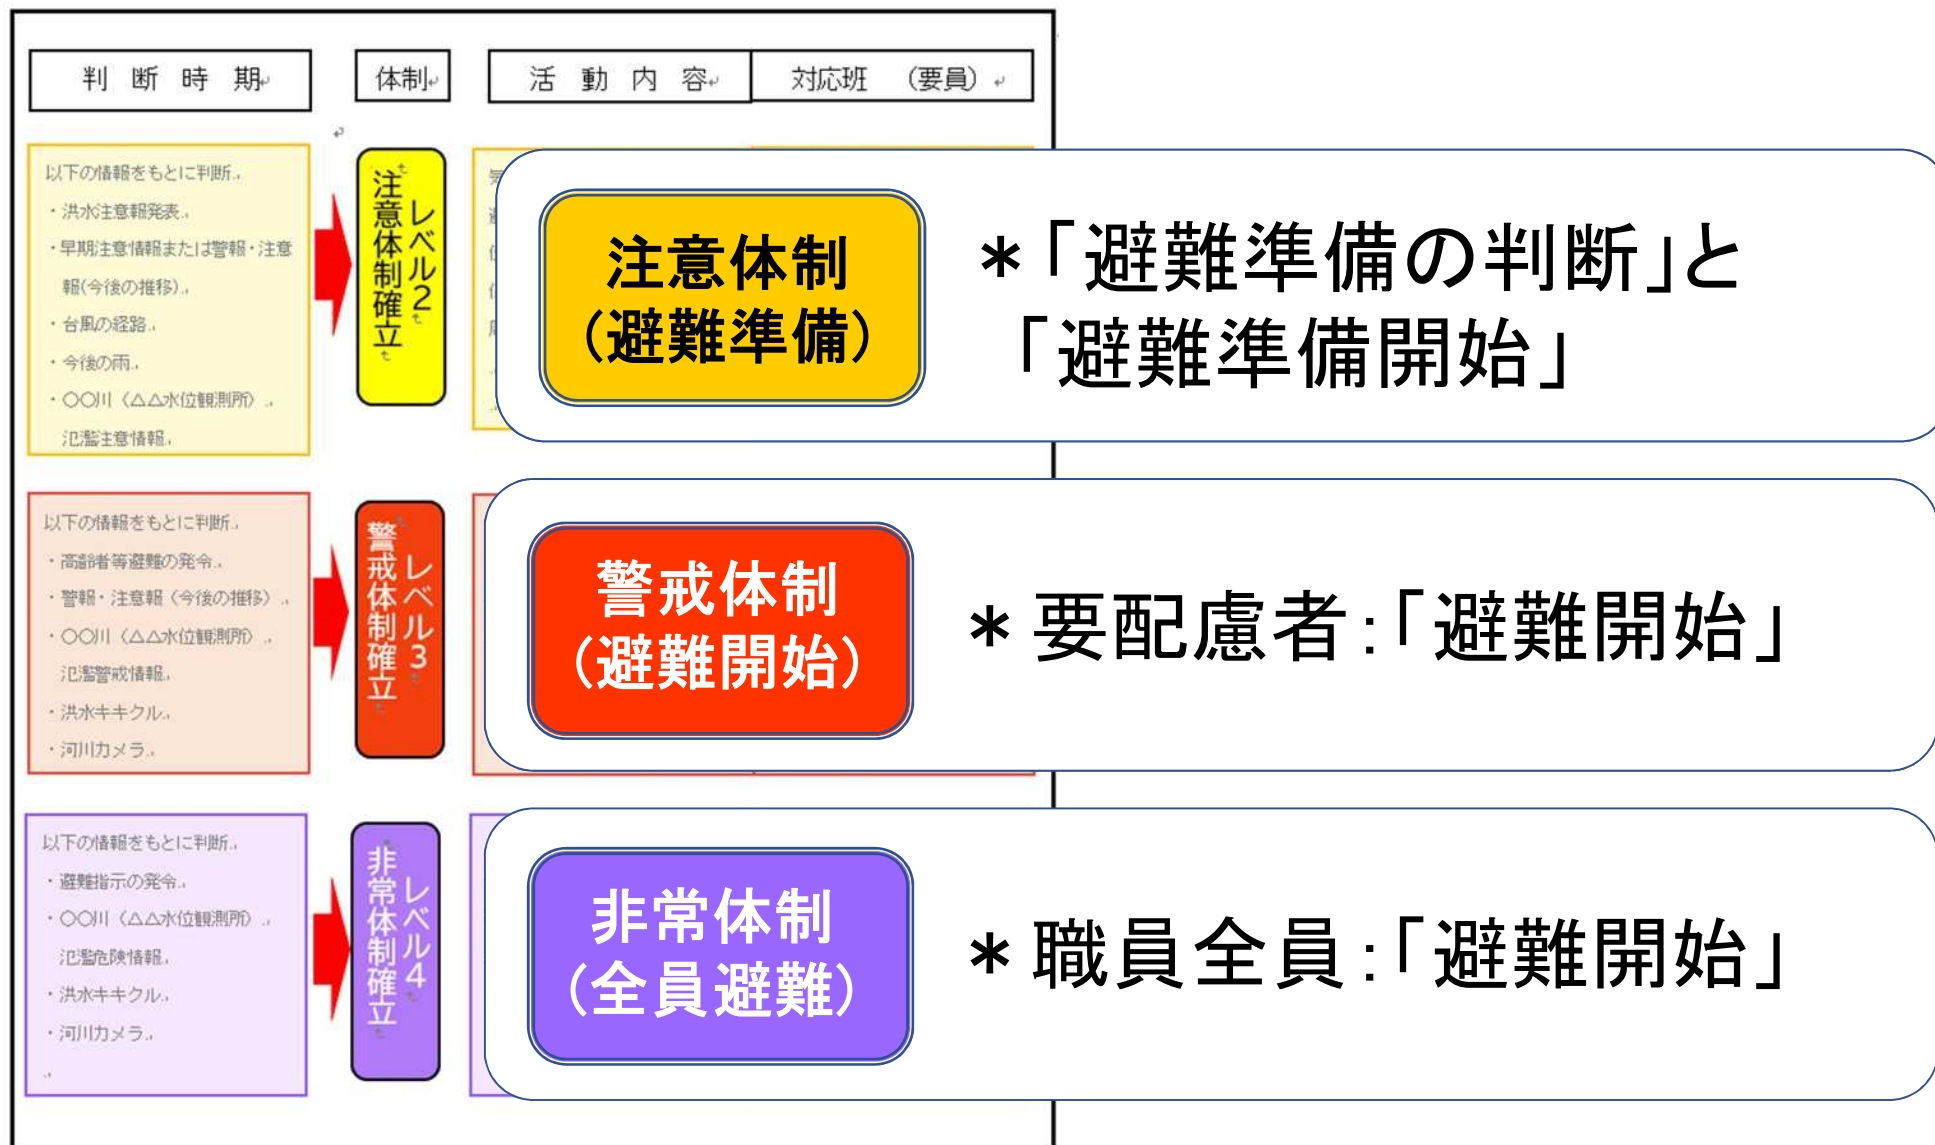 判断時期
体制
活動内容
対応班 (要員)
以下の情報をもとに判断
・洪水注意報発表
・早期注意情報または警報・注意
報(今後の推移)
・台風の経路
・今後の雨
・〇〇川(△△水位観測所)
氾濫注意情報
レベル2
注意体制確立
注意体制
(避難準備)
*「避難準備の判断」と
「避難準備開始」
以下の情報をもとに判断
・高齢者等避難の発令
・警報・注意報(今後の推移)
・〇〇川(△△水位観測所)
氾濫警戒情報
・洪水キキクル
・河川カメラ
レベル3
警戒体制確立
警戒体制
(避難開始)
*要配慮者:「避難開始」
以下の情報をもとに判断
・避難指示の発令
・〇〇川(△△水位観測所)
氾濫危険情報
・洪水キキクル
・河川カメラ
レベル4
非常体制確立
非常体制
(全員避難)
*職員全員:「避難開始」